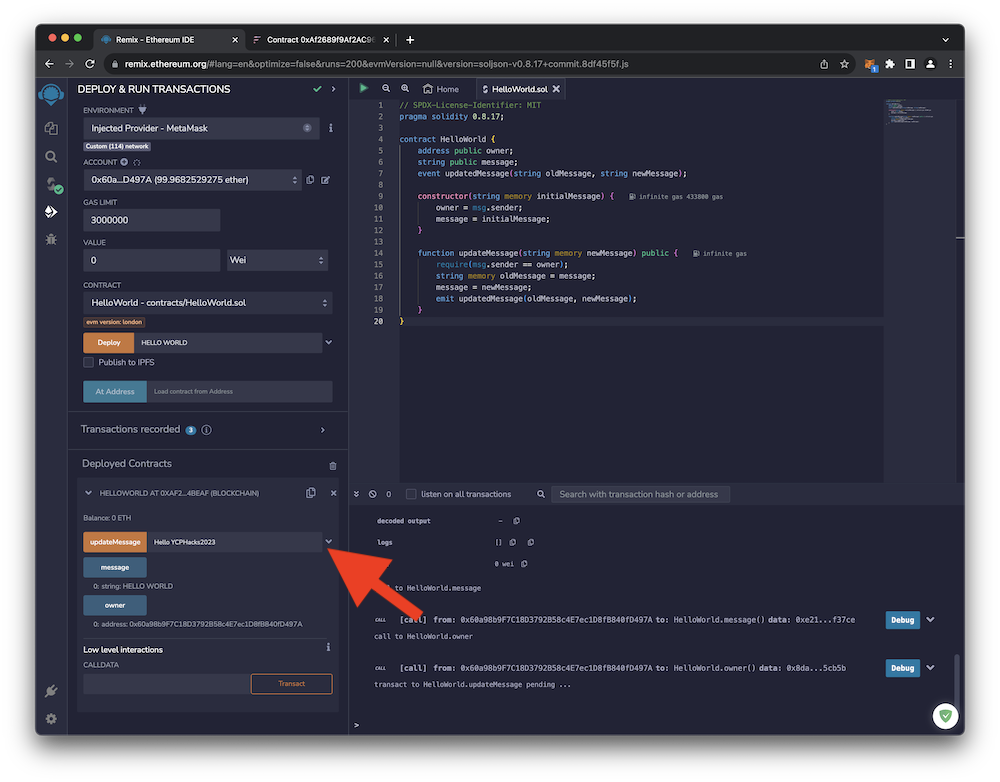 Remix - Ethereum IDE
Contract 0xAf2689f9Af2AC9
remix.ethereum.org/#lang=en&optimize=false&runs=200&evmVersion=null&version=soljson-v0.8.17+commit.8df45f5f.js
1
DEPLOY & RUN TRANSACTIONS
ENVIRONMENT
Injected Provider - MetaMask
Custom (114) network
ACCOUNT
0x60a...D497A (99.9682529275 ether)
GAS LIMIT
3000000
VALUE
0
Wei
CONTRACT
HelloWorld - contracts/HelloWorld.sol
evm version: london
Deploy
HELLO WORLD
Publish to IPFS
At Address
Load contract from Address
Transactions recorded 3
Deployed Contracts
HELLOWORLD AT 0XAF2...4BEAF (BLOCKCHAIN)
Balance: 0 ETH
updateMessage
Hello YCPHacks2023
message
0: string: HELLO WORLD
owner
0: address: 0x60a98b9F7C18D3792B58c4E7ec1D8fB840fD497A
Low level interactions
CALLDATA
Transact
Home
HelloWorld.sol
1 // SPDX-License-Identifier: MIT
2 pragma solidity 0.8.17;
3
4 contract HelloWorld {
5 address public owner;
6 string public message;
7 event updatedMessage(string oldMessage, string newMessage);
8
9 constructor(string memory initialMessage) { infinite gas 433800 gas
10 owner = msg.sender;
11 message = initialMessage;
12 }
13
14 function updateMessage(string memory newMessage) public { infinite gas
15 require(msg.sender == owner);
16 string memory oldMessage = message;
17 message = newMessage;
18 emit updatedMessage(oldMessage, newMessage);
19 }
20 }
0
listen on all transactions
Search with transaction hash or address
decoded output -
logs []
0 wei
to HelloWorld.message
CALL [call] from: 0x60a98b9F7C18D3792B58c4E7ec1D8fB840fD497A to: HelloWorld.message() data: 0xe21...f37ce
Debug
call to HelloWorld.owner
CALL [call] from: 0x60a98b9F7C18D3792B58c4E7ec1D8fB840fD497A to: HelloWorld.owner() data: 0x8da...5cb5b
Debug
transact to HelloWorld.updateMessage pending ...
>